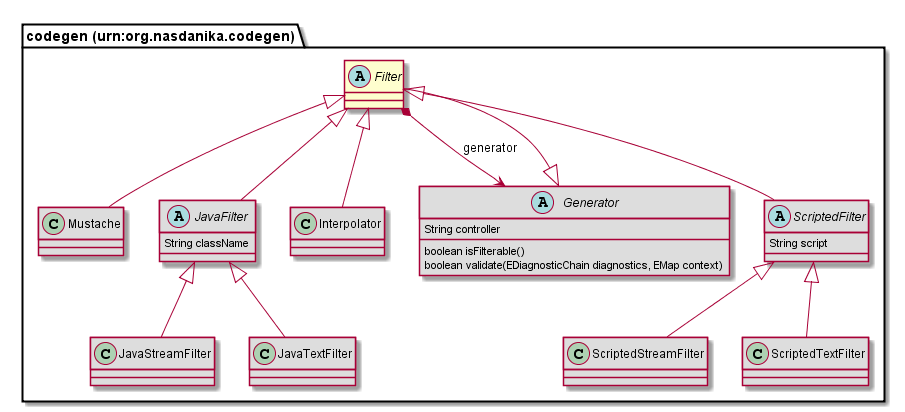 codegen (urn:org.nasdanika.codegen)
A Filter
generator
C Mustache
A JavaFilter
String className
C Interpolator
A Generator
String controller
boolean isFilterable()
boolean validate(EDiagnosticChain diagnostics, EMap context)
A ScriptedFilter
String script
C JavaStreamFilter
C JavaTextFilter
C ScriptedStreamFilter
C ScriptedTextFilter